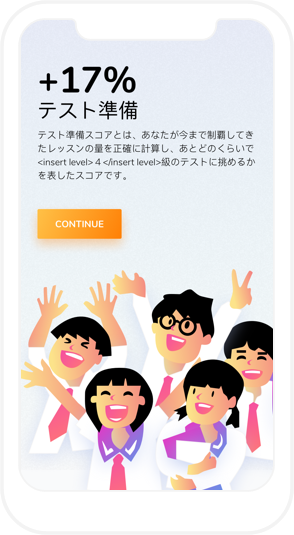 +17%
テスト準備
テスト準備スコアとは、あなたが今まで制覇してき
たレッスンの量を正確に計算し、あとどのくらいで
<insert level>４</insert level>級のテストに挑めるか
を表したスコアです。
CONTINUE